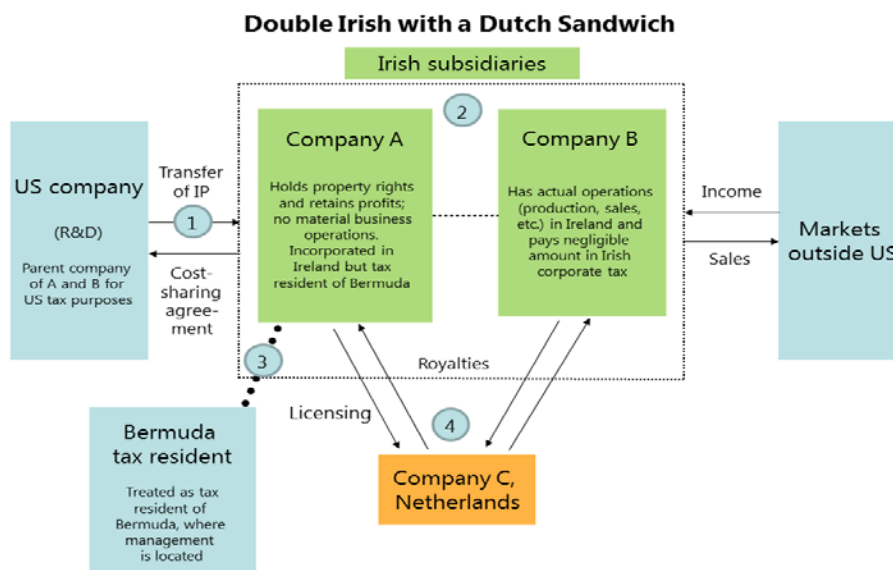 Double Irish with a Dutch Sandwich
Irish subsidiaries
2
US company
(R&D)
Parent company
of A and B for
US tax purposes
Transfer
of IP
1
Cost-
sharing
agree-
ment
Company A
Holds property rights
and retains profits;
no material business
operations.
Incorporated in
Ireland but tax
resident of Bermuda
Company B
Has actual operations
(production, sales,
etc.) in Ireland and
pays negligible
amount in Irish
corporate tax
Income
Sales
Markets
outside US
3
Royalties
Licensing
4
Bermuda
tax resident
Treated as tax
resident of
Bermuda, where
management
is located
Company C,
Netherlands